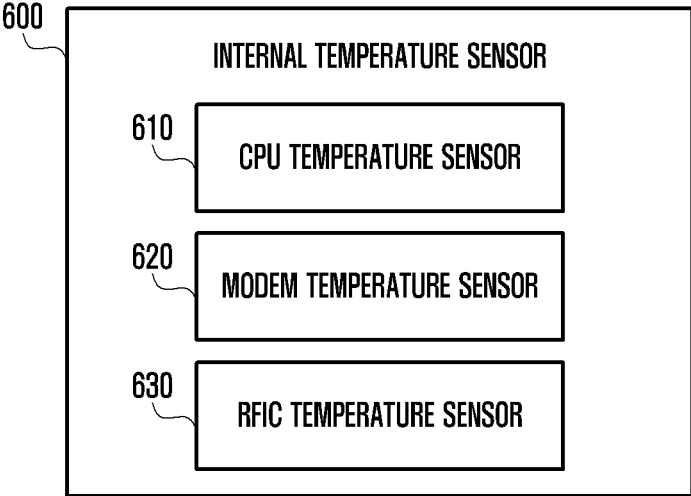 600
INTERNAL TEMPERATURE SENSOR
610
CPU TEMPERATURE SENSOR
620
MODEM TEMPERATURE SENSOR
630
RFIC TEMPERATURE SENSOR